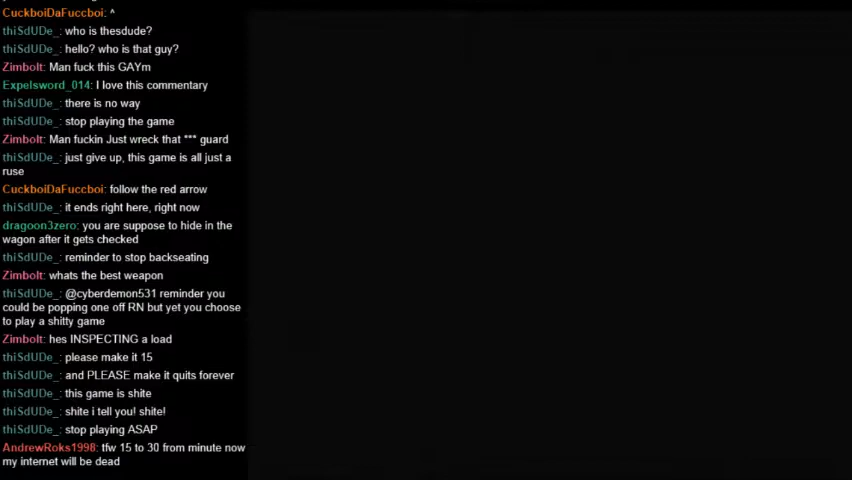 CuckboiDaFuccboi: ^
thiSdUDe_: who is thesdude?
thiSdUDe_: hello? who is that guy?
Zimbolt: Man fuck this GAYm
Expelsword_014: I love this commentary
thiSdUDe_: there is no way
thiSdUDe_: stop playing the game
Zimbolt: Man fuckin Just wreck that *** guard
thiSdUDe_: just give up, this game is all just a
ruse
CuckboiDaFuccboi: follow the red arrow
thiSdUDe_: it ends right here, right now
dragoon3zero: you are suppose to hide in the
wagon after it gets checked
thiSdUDe_: reminder to stop backseating
Zimbolt: whats the best weapon
thiSdUDe_: @cyberdemon531 reminder you
could be popping one off RN but yet you choose
to play a shitty game
Zimbolt: hes INSPECTING a load
thiSdUDe_: please make it 15
thiSdUDe_: and PLEASE make it quits forever
thiSdUDe_: this game is shite
thiSdUDe_: shite i tell you! shite!
thiSdUDe_: stop playing ASAP
AndrewRoks1998: tfw 15 to 30 from minute now
my internet will be dead